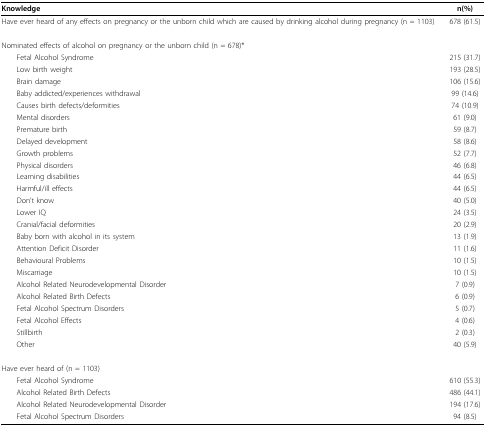 Knowledge n(%)
Have ever heard of any effects on pregnancy or the unborn child which are caused by drinking alcohol during pregnancy (n = 1103) 678 (61.5)
Nominated effects of alcohol on pregnancy or the unborn child (n = 678)*
Fetal Alcohol Syndrome 215 (31.7)
Low birth weight 193 (28.5)
Brain damage 106 (15.6)
Baby addicted/experiences withdrawal 99 (14.6)
Causes birth defects/deformities 74 (10.9)
Mental disorders 61 (9.0)
Premature birth 59 (8.7)
Delayed development 58 (8.6)
Growth problems 52 (7.7)
Physical disorders 46 (6.8)
Learning disabilities 44 (6.5)
Harmful/ill effects 44 (6.5)
Don't know 40 (5.0)
Lower IQ 24 (3.5)
Cranial/facial deformities 20 (2.9)
Baby born with alcohol in its system 13 (1.9)
Attention Deficit Disorder 11 (1.6)
Behavioural Problems 10 (1.5)
Miscarriage 10 (1.5)
Alcohol Related Neurodevelopmental Disorder 7 (0.9)
Alcohol Related Birth Defects 6 (0.9)
Fetal Alcohol Spectrum Disorders 5 (0.7)
Fetal Alcohol Effects 4 (0.6)
Stillbirth 2 (0.3)
Other 40 (5.9)
Have ever heard of (n = 1103)
Fetal Alcohol Syndrome 610 (55.3)
Alcohol Related Birth Defects 486 (44.1)
Alcohol Related Neurodevelopmental Disorder 194 (17.6)
Fetal Alcohol Spectrum Disorders 94 (8.5)